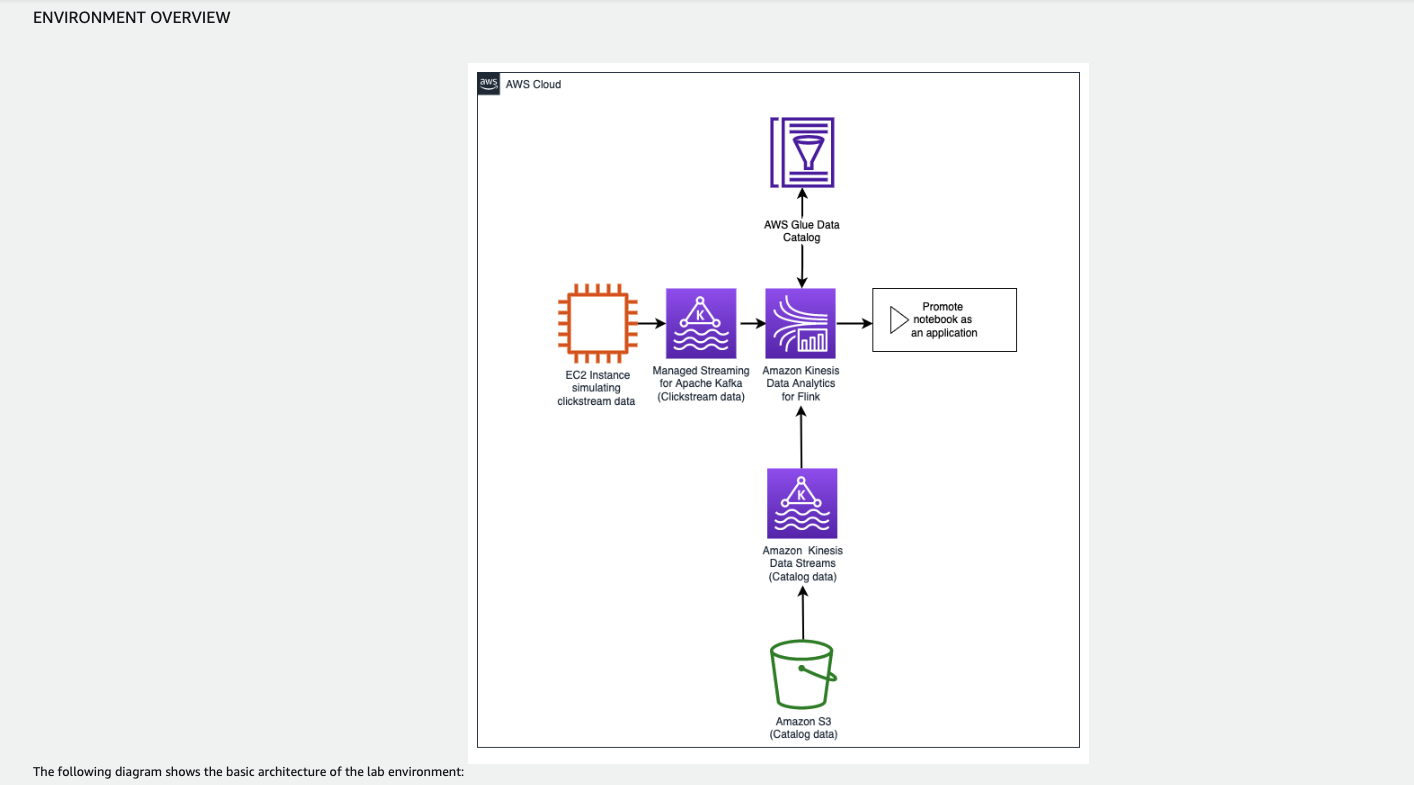 ENVIRONMENT OVERVIEW
aws
AWS Cloud
AWS Glue Data
Catalog
EC2 Instance
simulating
clickstream data
K
Managed Streaming
for Apache Kafka
(Clickstream data)
Amazon Kinesis
Data Analytics
for Flink
Promote
notebook as
an application
K
Amazon  Kinesis
Data Streams
(Catalog data)
Amazon S3
(Catalog data)
The following diagram shows the basic architecture of the lab environment: